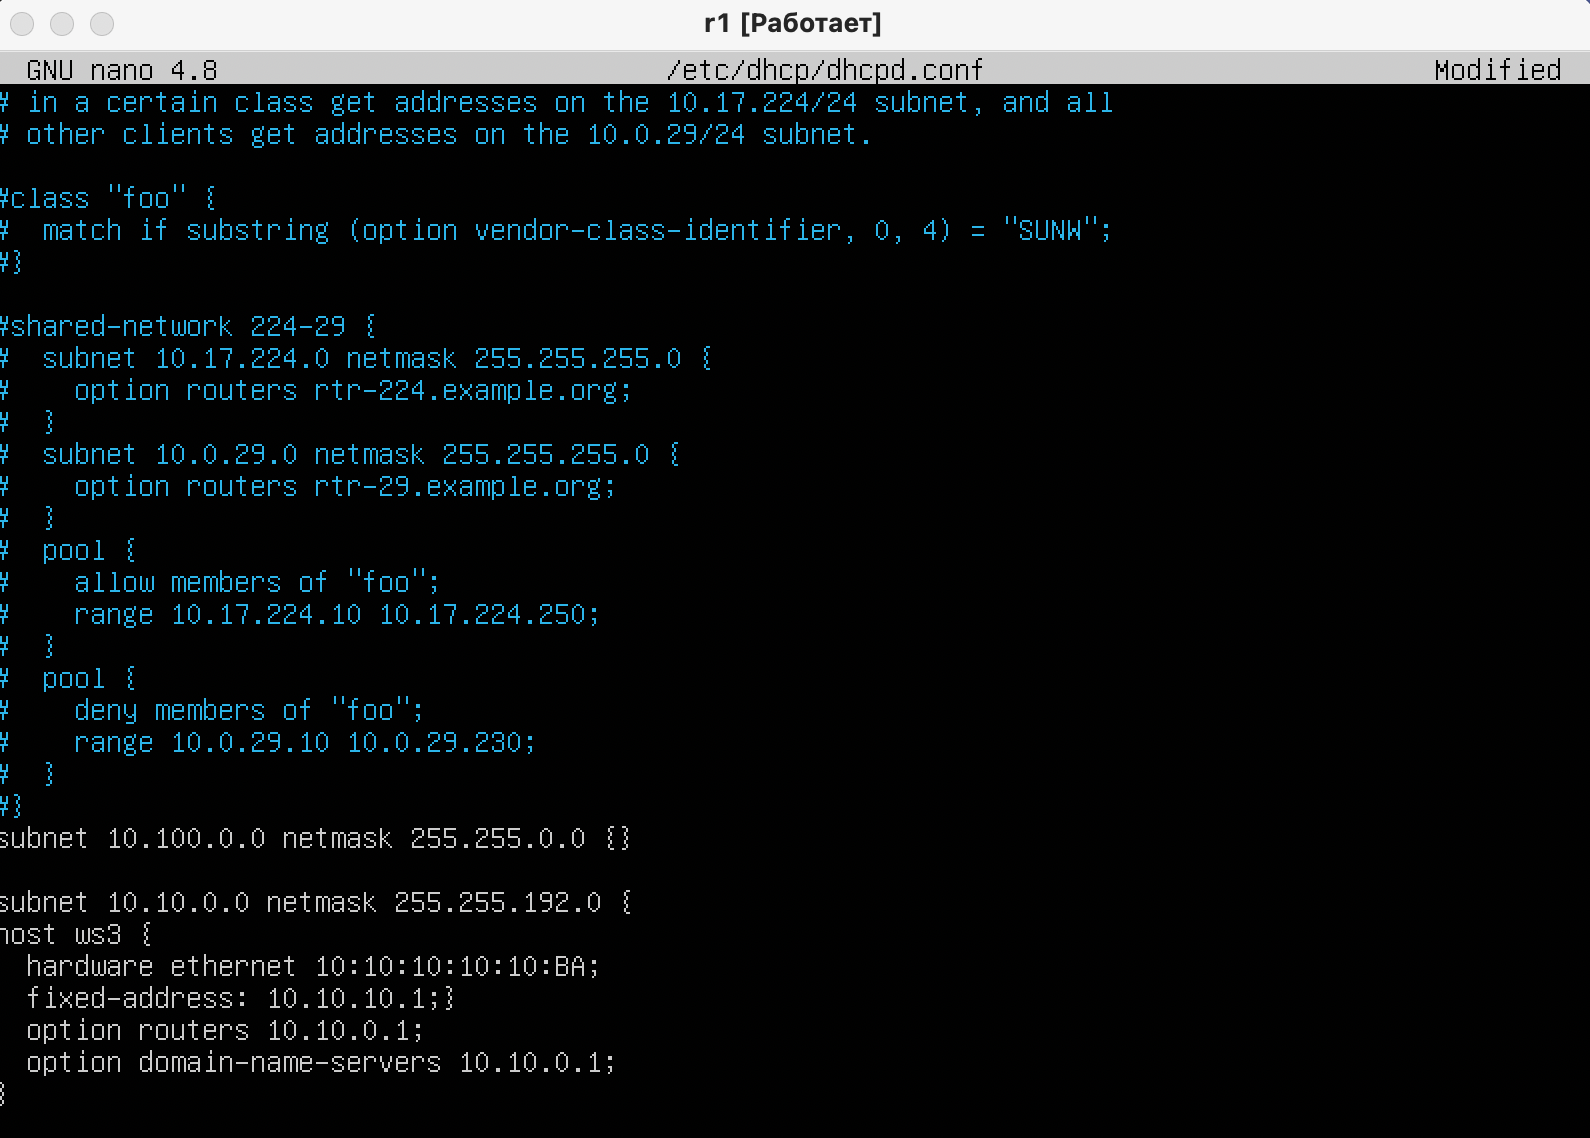 r1 [Работает]
GNU nano 4.8 /etc/dhcp/dhcpd.conf Modified
# in a certain class get addresses on the 10.17.224/24 subnet, and all
# other clients get addresses on the 10.0.29/24 subnet.
#class "foo" {
#  match if substring (option vendor-class-identifier, 0, 4) = "SUNW";
#}
#shared-network 224-29 {
#  subnet 10.17.224.0 netmask 255.255.255.0 {
#    option routers rtr-224.example.org;
#  }
#  subnet 10.0.29.0 netmask 255.255.255.0 {
#    option routers rtr-29.example.org;
#  }
#  pool {
#    allow members of "foo";
#    range 10.17.224.10 10.17.224.250;
#  }
#  pool {
#    deny members of "foo";
#    range 10.0.29.10 10.0.29.230;
#  }
#}
subnet 10.100.0.0 netmask 255.255.0.0 {}
subnet 10.10.0.0 netmask 255.255.192.0 {
host ws3 {
  hardware ethernet 10:10:10:10:10:BA;
  fixed-address: 10.10.10.1;}
  option routers 10.10.0.1;
  option domain-name-servers 10.10.0.1;
}